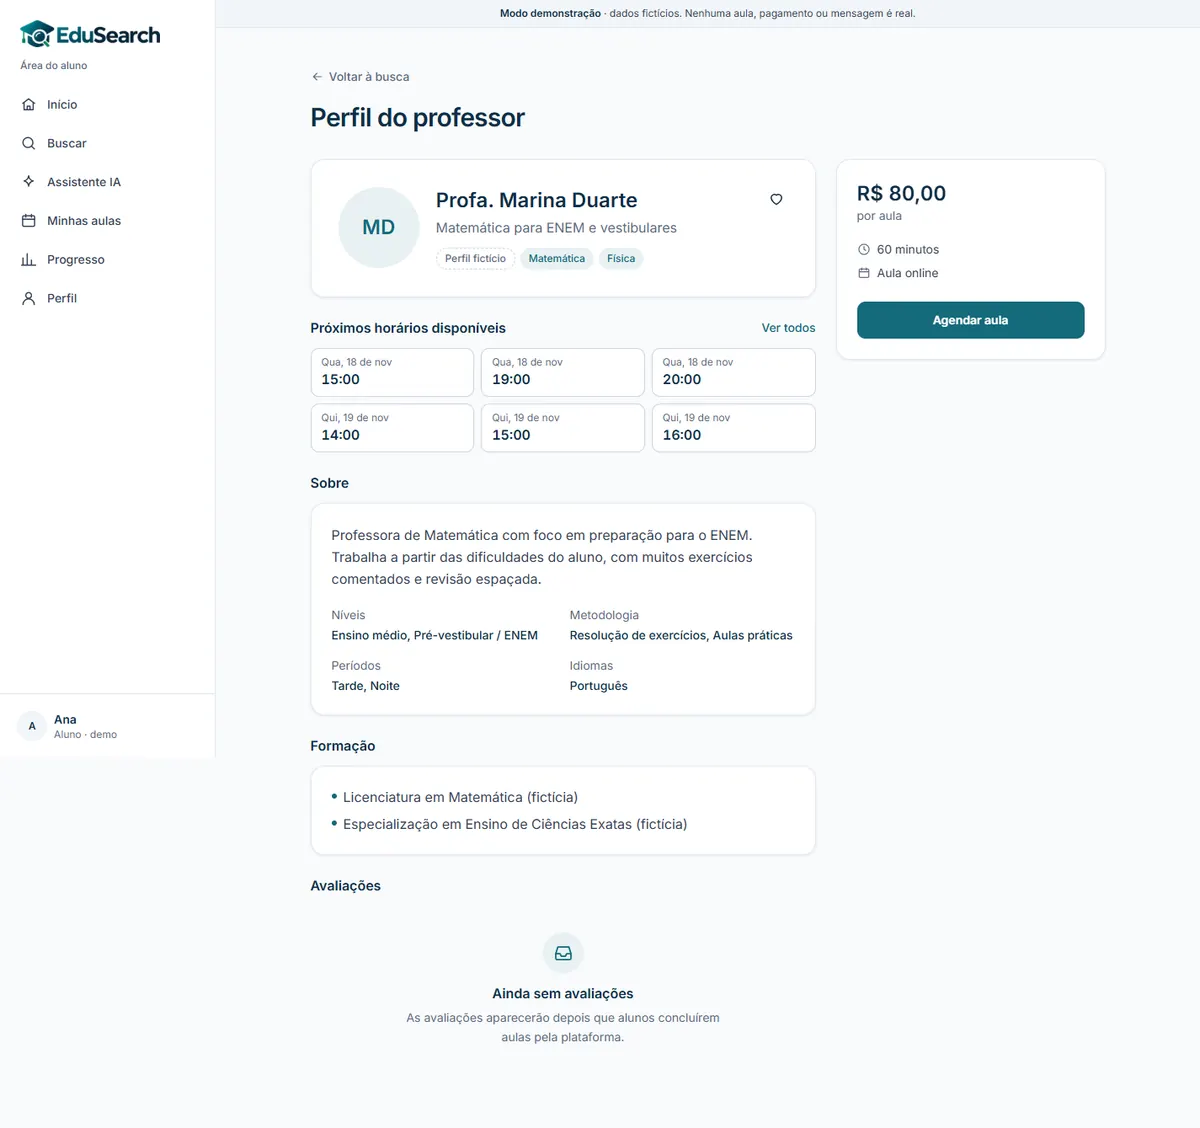 Modo demonstração · dados fictícios. Nenhuma aula, pagamento ou mensagem é real.
EduSearch
Área do aluno
Início
Buscar
Assistente IA
Minhas aulas
Progresso
Perfil
Ana
A
Aluno · demo
Voltar à busca
Perfil do professor
MD
Profa. Marina Duarte
Matemática para ENEM e vestibulares
Perfil fictício Matemática Física
Próximos horários disponíveis Ver todos
Qua, 18 de nov
15:00
Qua, 18 de nov
19:00
Qua, 18 de nov
20:00
Qui, 19 de nov
14:00
Qui, 19 de nov
15:00
Qui, 19 de nov
16:00
Sobre
Professora de Matemática com foco em preparação para o ENEM.
Trabalha a partir das dificuldades do aluno, com muitos exercícios
comentados e revisão espaçada.
Níveis
Ensino médio, Pré-vestibular / ENEM
Metodologia
Resolução de exercícios, Aulas práticas
Períodos
Tarde, Noite
Idiomas
Português
Formação
Licenciatura em Matemática (fictícia)
Especialização em Ensino de Ciências Exatas (fictícia)
Avaliações
Ainda sem avaliações
As avaliações aparecerão depois que alunos concluírem
aulas pela plataforma.
R$ 80,00
por aula
60 minutos
Aula online
Agendar aula